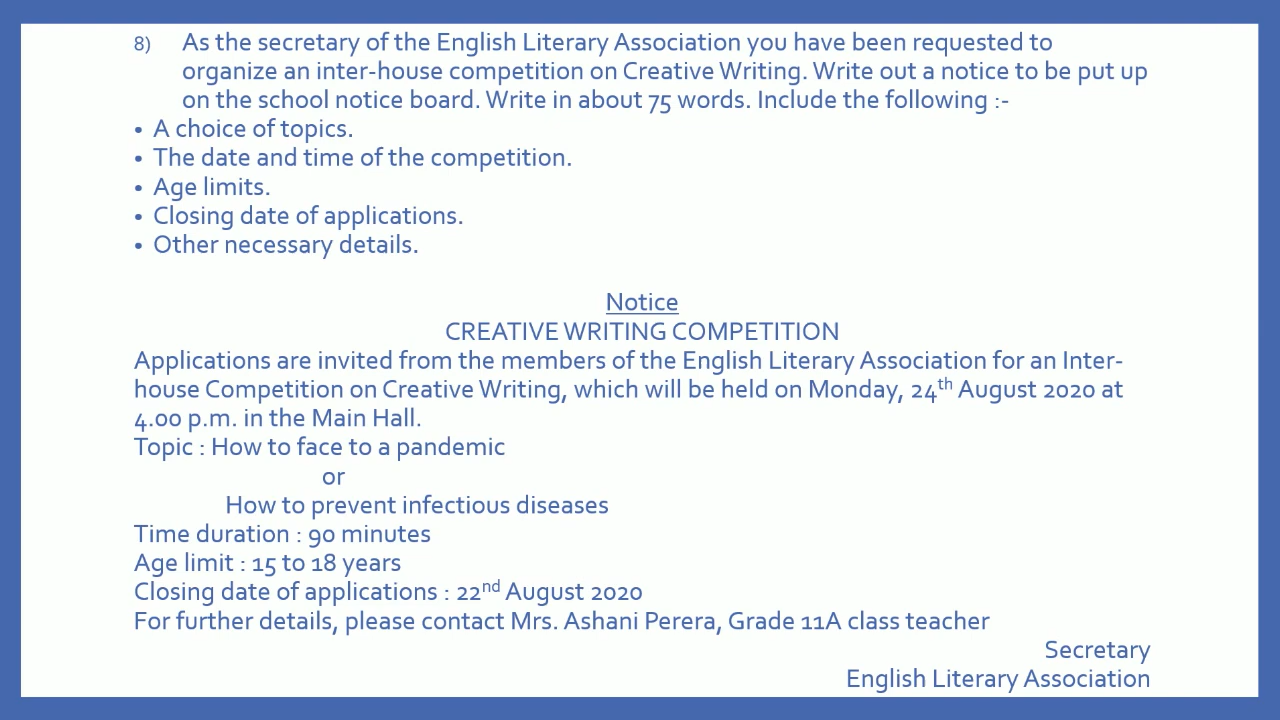 8) As the secretary of the English Literary Association you have been requested to
organize an inter-house competition on Creative Writing. Write out a notice to be put up
on the school notice board. Write in about 75 words. Include the following :-
• A choice of topics.
• The date and time of the competition.
• Age limits.
• Closing date of applications.
• Other necessary details.
Notice
CREATIVE WRITING COMPETITION
Applications are invited from the members of the English Literary Association for an Inter-
house Competition on Creative Writing, which will be held on Monday, 24th August 2020 at
4.00 p.m. in the Main Hall.
Topic : How to face to a pandemic
or
How to prevent infectious diseases
Time duration : 90 minutes
Age limit : 15 to 18 years
Closing date of applications : 22nd August 2020
For further details, please contact Mrs. Ashani Perera, Grade 11A class teacher
Secretary
English Literary Association